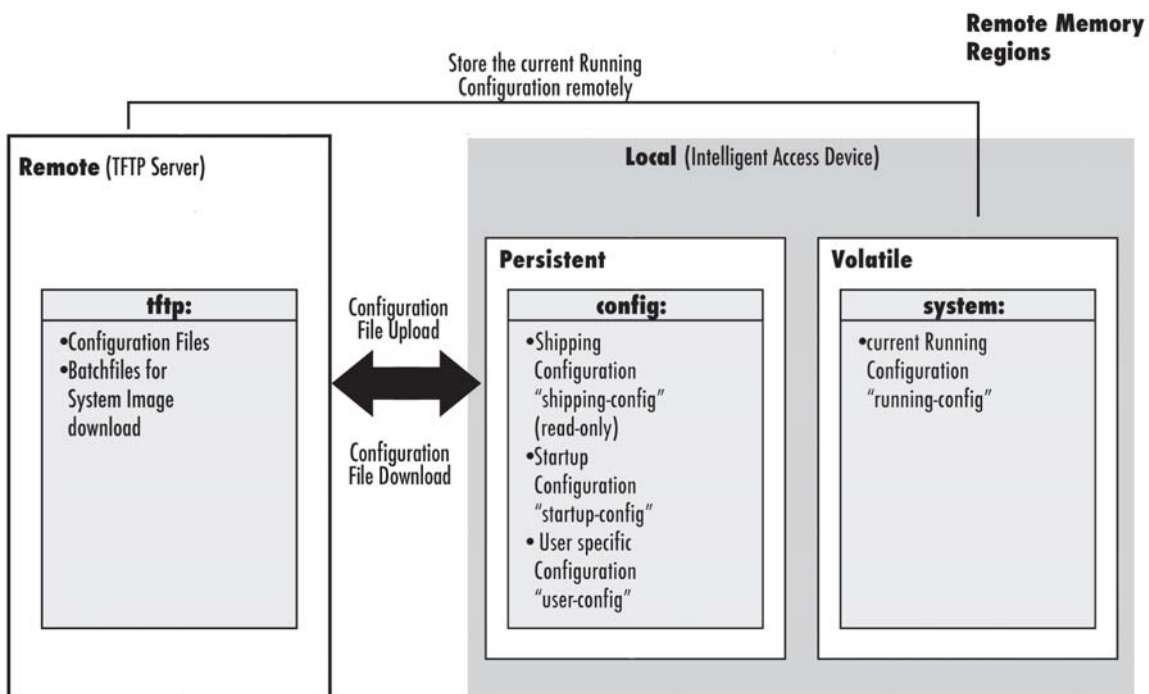 Remote Memory
Regions
Store the current Running
Configuration remotely
Remote (TFTP Server)
tftp:
•Configuration Files
•Batchfiles for
System Image
download
Configuration
File Upload
Configuration
File Download
Local (Intelligent Access Device)
Persistent
config:
•Shipping
Configuration
“shipping-config”
(read-only)
•Startup
Configuration
“startup-config”
• User specific
Configuration
“user-config”
Volatile
system:
•current Running
Configuration
“running-config”